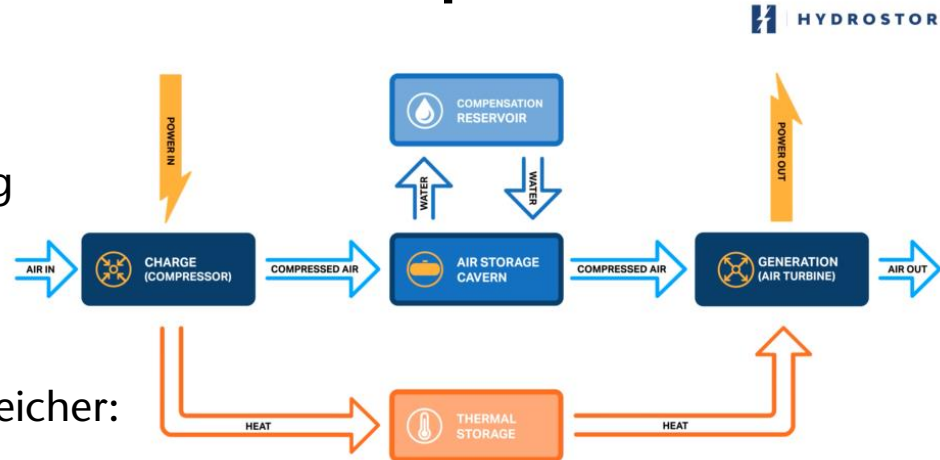 HYDROSTOR
POWER IN
COMPENSATION
RESERVOIR
POWER OUT
WATER
WATER
g
AIR IN
CHARGE
(COMPRESSOR)
COMPRESSED AIR
AIR STORAGE
CAVERN
COMPRESSED AIR
GENERATION
(AIR TURBINE)
AIR OUT
eicher:
HEAT
THERMAL
STORAGE
HEAT